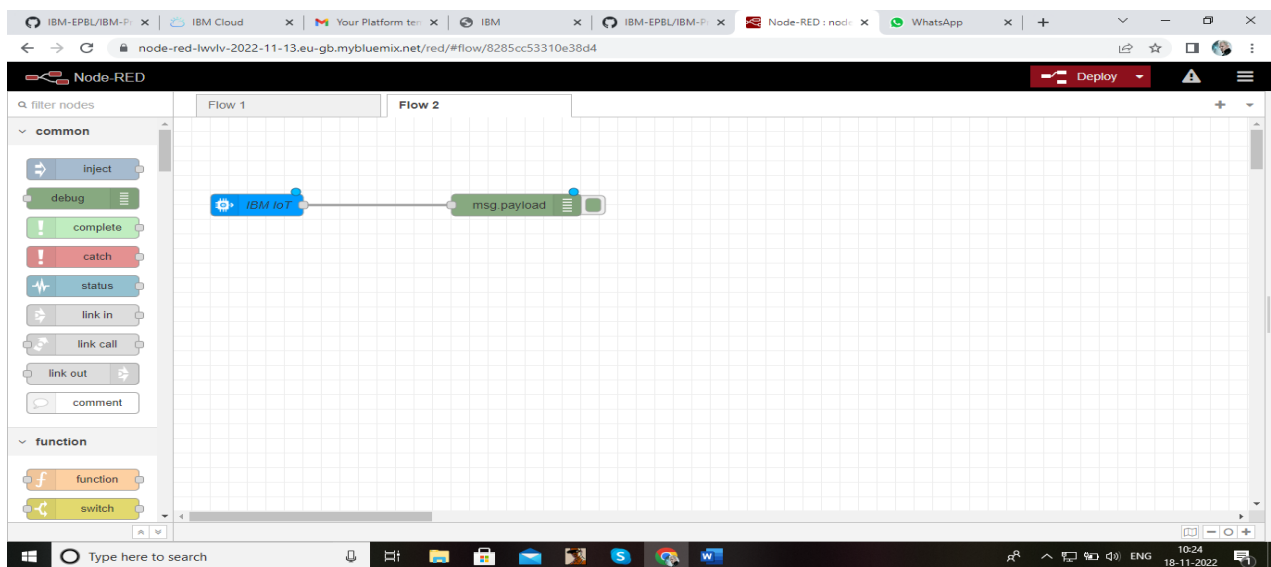 IBM-EPBL/IBM-Pr
IBM Cloud
Your Platform ten
IBM
IBM-EPBL/IBM-Pr
Node-RED : node
WhatsApp
node-red-lwvlv-2022-11-13.eu-gb.mybluemix.net/red/#flow/8285cc53310e38d4
Node-RED
Deploy
filter nodes
Flow 1
Flow 2
common
inject
debug
IBM IoT
msg.payload
complete
catch
status
link in
link call
link out
comment
function
function
switch
Type here to search
W
S
ENG
10:24
18-11-2022